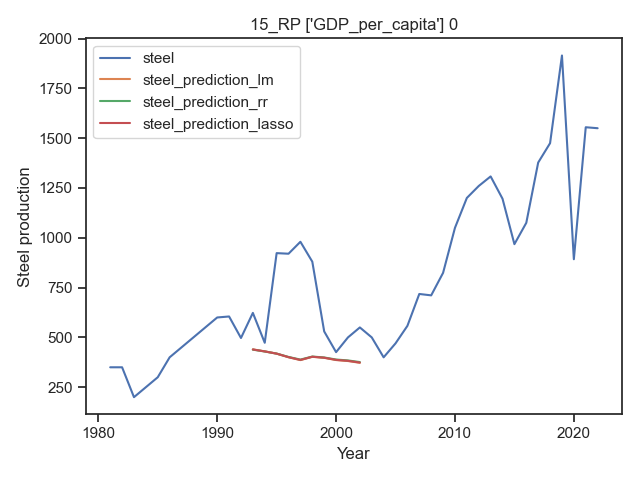 15_RP ['GDP_per_capita'] 0
steel
steel_prediction_lm
steel_prediction_rr
steel_prediction_lasso
Steel production
2000
1750
1500
1250
1000
750
500
250
1980
1990
2000
2010
2020
Year